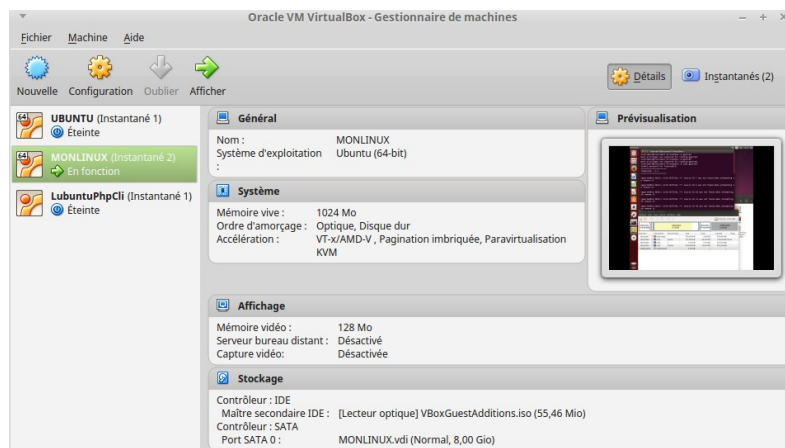 Oracle VM VirtualBox - Gestionnaire de machines
Fichier Machine Aide
Nouvelle Configuration Oublier Afficher
Détails Instantanés (2)
64 UBUNTU (Instantané 1)
Éteinte
64 MONLINUX (Instantané 2)
En fonction
LubuntuPhpCli (Instantané 1)
Éteinte
Général
Nom : MONLINUX
Système d'exploitation Ubuntu (64-bit)
:
Système
Mémoire vive : 1024 Mo
Ordre d'amorçage : Optique, Disque dur
Accélération : VT-x/AMD-V , Pagination imbriquée, Paravirtualisation
KVM
Prévisualisation
Affichage
Mémoire vidéo : 128 Mo
Serveur bureau distant : Désactivé
Capture vidéo: Désactivée
Stockage
Contrôleur : IDE
Maître secondaire IDE : [Lecteur optique] VBoxGuestAdditions.iso (55,46 Mio)
Contrôleur : SATA
Port SATA 0 : MONLINUX.vdi (Normal, 8,00 Gio)